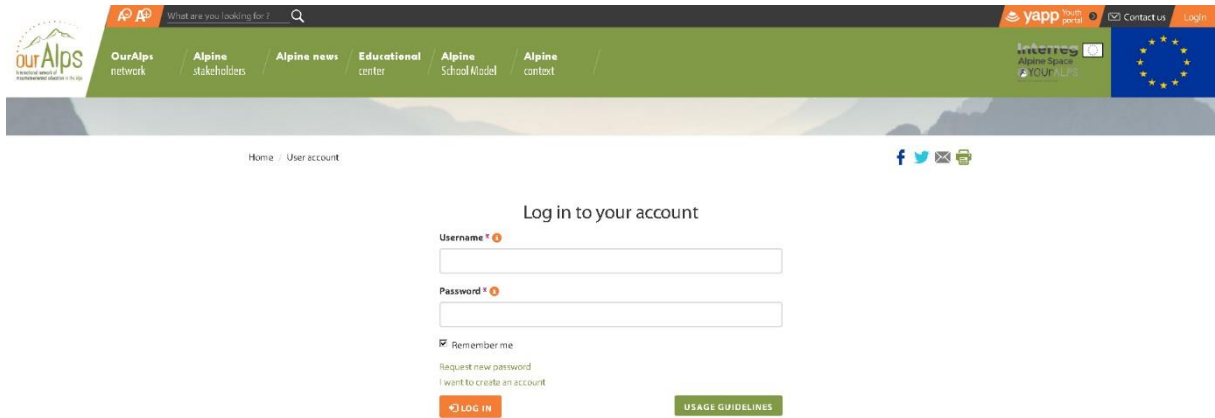 A- A+ What are you looking for ?
yapp Youth portal
Contact us
Login
ourAlps
OurAlps network
Alpine stakeholders
Alpine news
Educational center
Alpine School Model
Alpine context
Interreg
Alpine Space
YOUrALPS
Home / User account
Log in to your account
Username *
Password *
Remember me
Request new password
I want to create an account
LOG IN
USAGE GUIDELINES